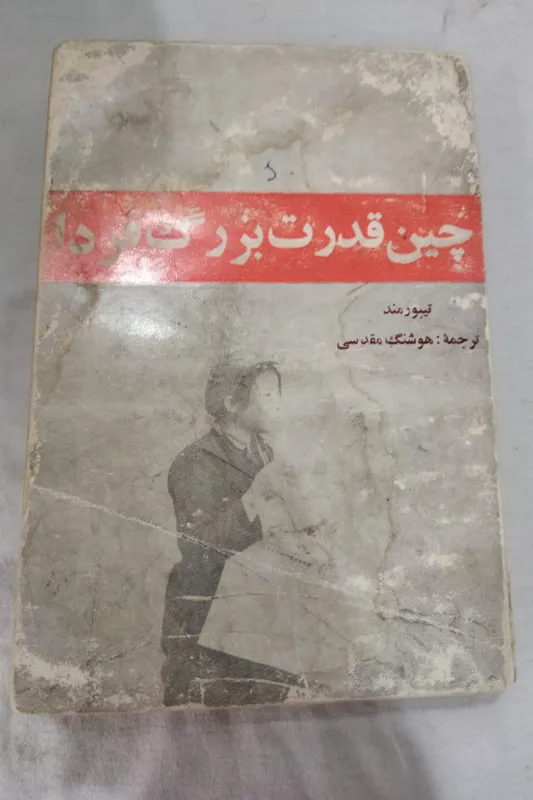 چین قدرت بزرگ فردا
تیبور مند
ترجمهٔ : هوشنگ مقدسی